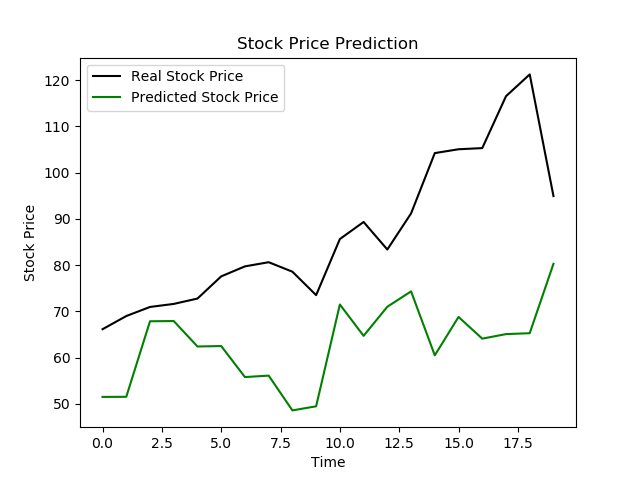 Stock Price Prediction
Real Stock Price
Predicted Stock Price
120
110
100
90
80
70
60
50
Stock Price
0.0 2.5 5.0 7.5 10.0 12.5 15.0 17.5
Time